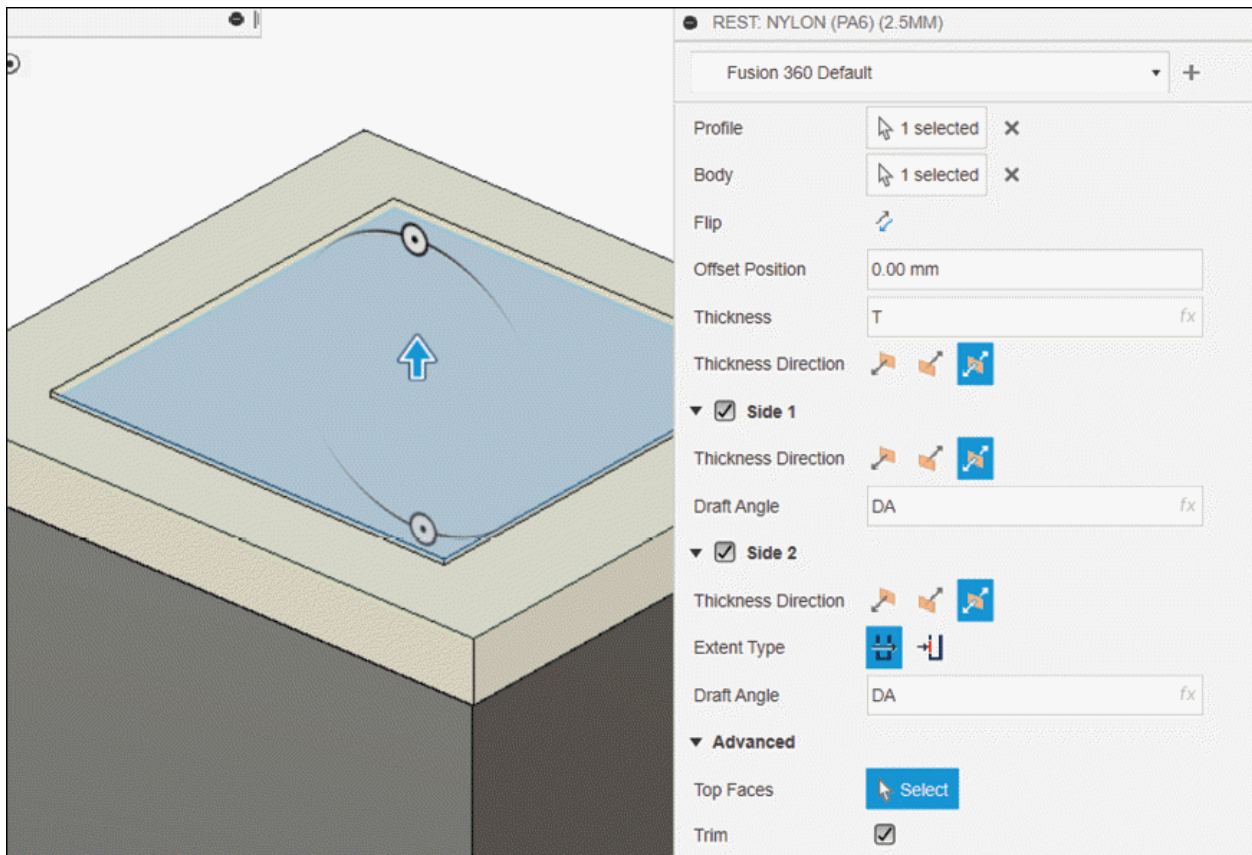 REST: NYLON (PA6) (2.5MM)
Fusion 360 Default
Profile 1 selected
Body 1 selected
Flip
Offset Position 0.00 mm
Thickness T fx
Thickness Direction
Side 1
Thickness Direction
Draft Angle DA fx
Side 2
Thickness Direction
Extent Type
Draft Angle DA fx
Advanced
Top Faces Select
Trim